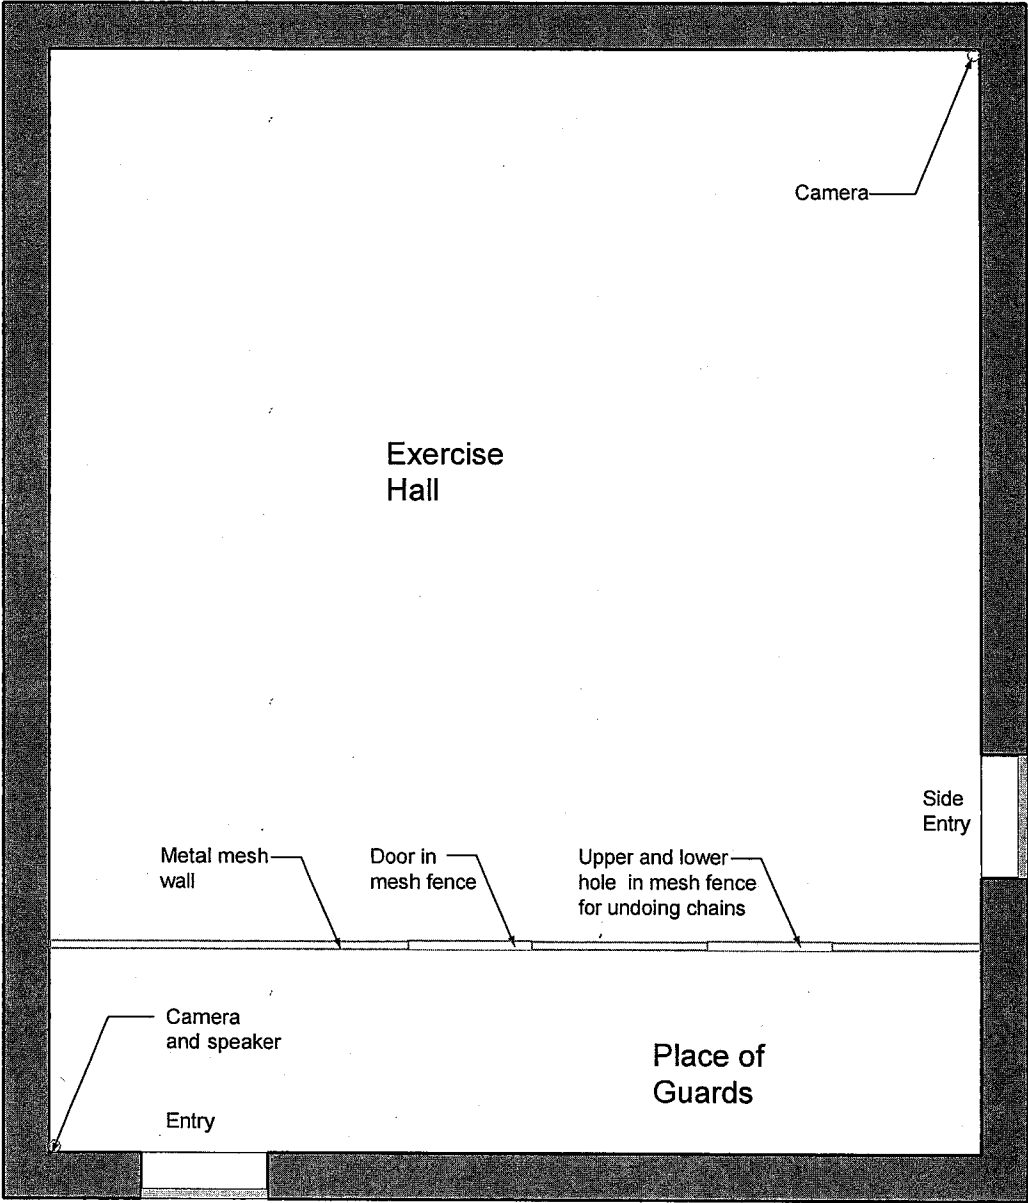 Camera
Exercise
Hall
Side
Entry
Metal mesh
wall
Door in
mesh fence
Upper and lower
hole in mesh fence
for undoing chains
Camera
and speaker
Place of
Guards
Entry